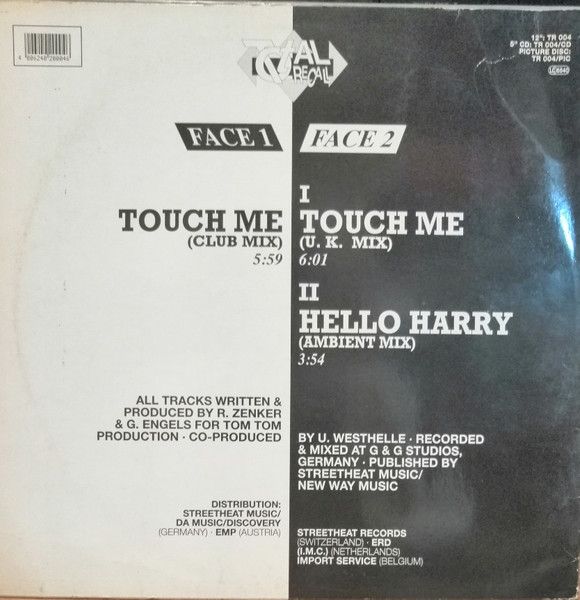 4 006240 200046
TOTAL
RECALL
12": TR 004
5" CD: TR 004/CD
PICTURE DISC:
TR 004/PIC
FACE 1
TOUCH ME
(CLUB MIX)
5:59
FACE 2
I
TOUCH ME
(U. K. MIX)
6:01
II
HELLO HARRY
(AMBIENT MIX)
3:54
ALL TRACKS WRITTEN &
PRODUCED BY R. ZENKER
& G. ENGELS FOR TOM TOM
PRODUCTION · CO-PRODUCED
BY U. WESTHELLE · RECORDED
& MIXED AT G & G STUDIOS,
GERMANY · PUBLISHED BY
STREETHEAT MUSIC/
NEW WAY MUSIC
DISTRIBUTION:
STREETHEAT MUSIC/
DA MUSIC/DISCOVERY
(GERMANY) · EMP (AUSTRIA)
STREETHEAT RECORDS
(SWITZERLAND) · ERD
(I.M.C.) (NETHERLANDS)
IMPORT SERVICE (BELGIUM)